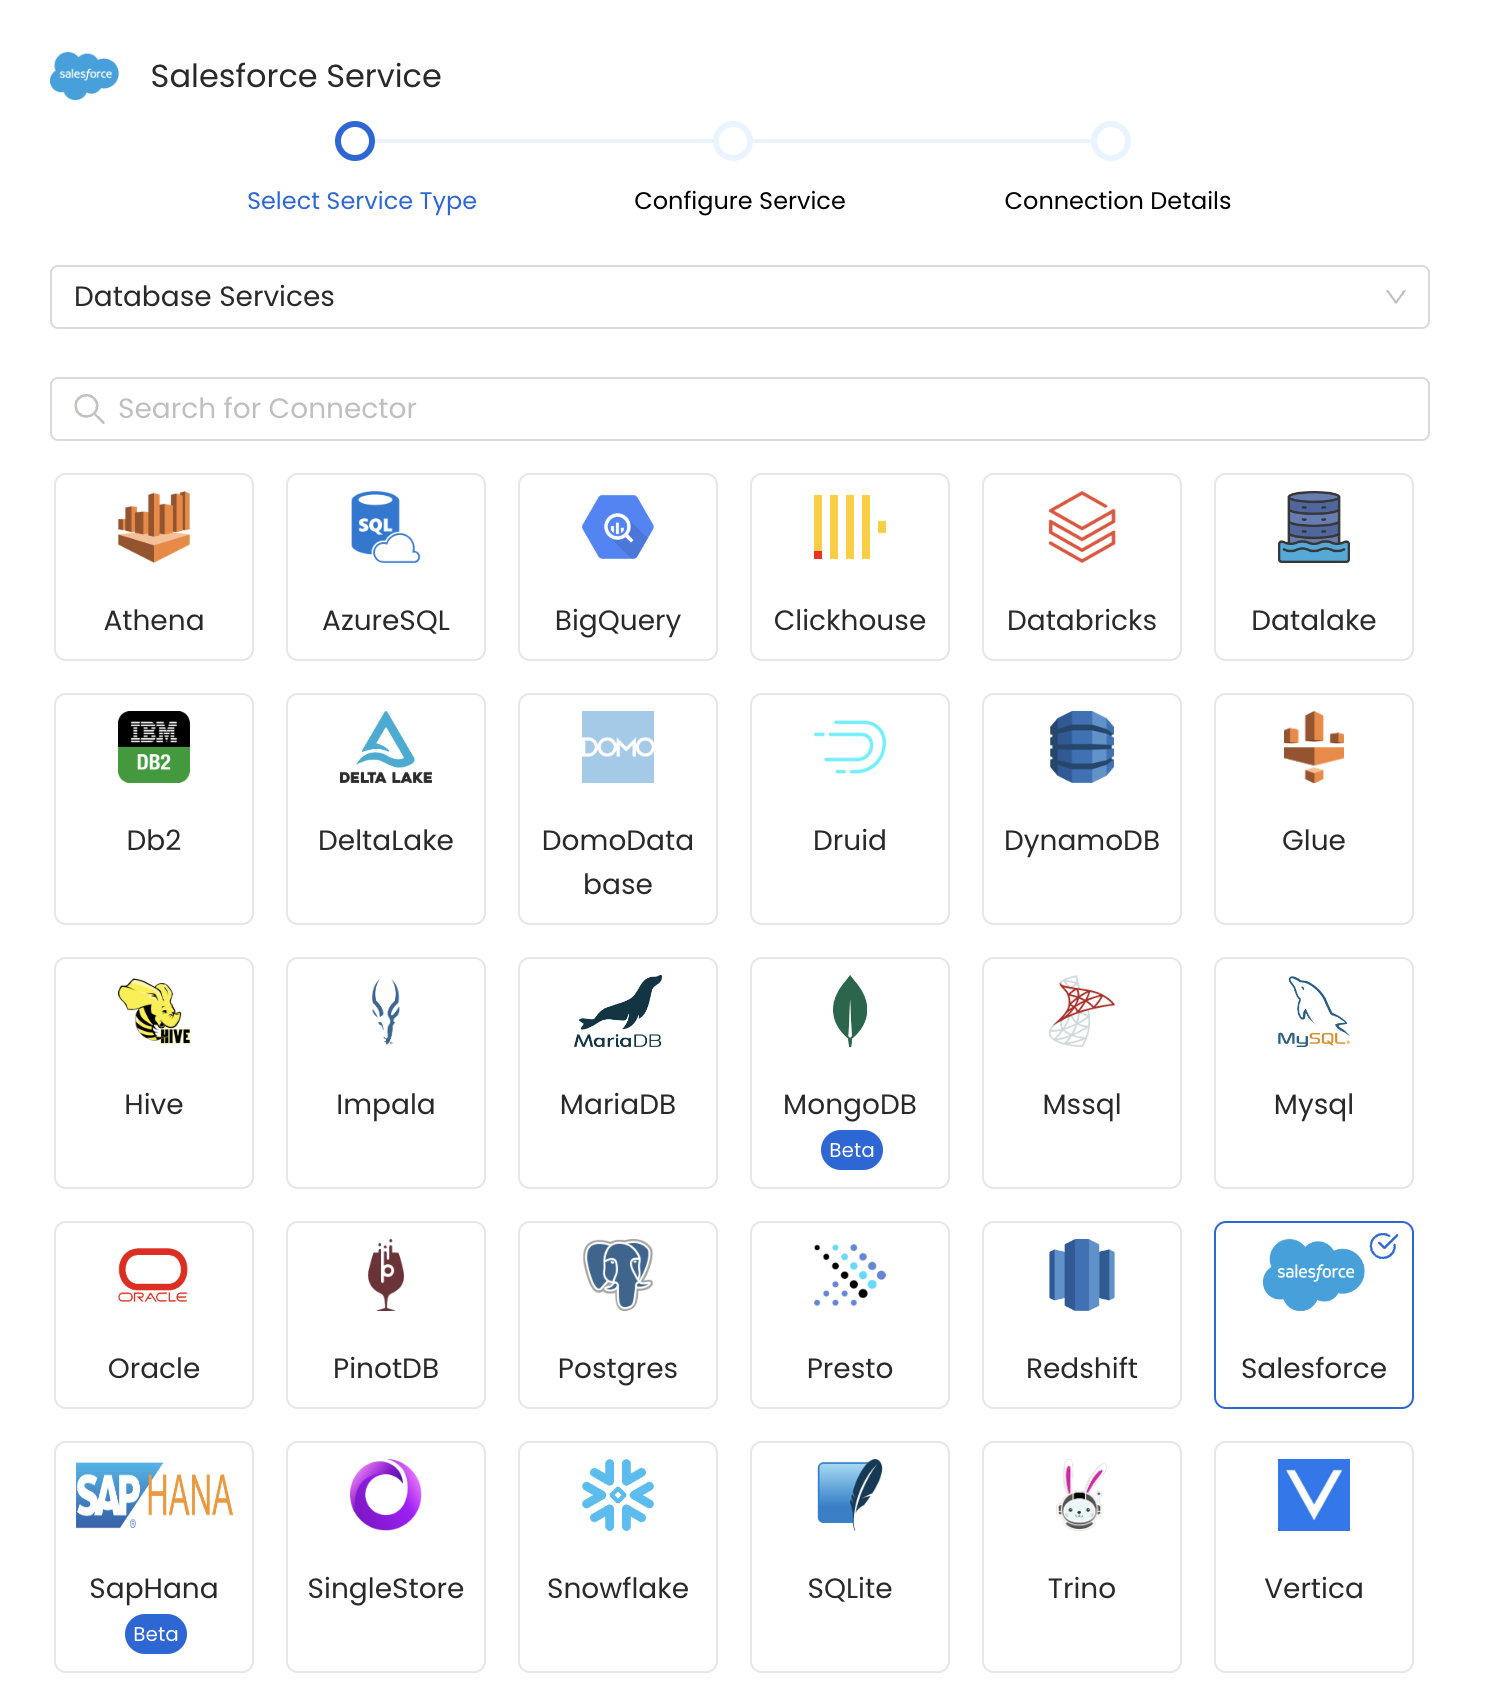 salesforce
Salesforce Service
Select Service Type
Configure Service
Connection Details
Database Services
Search for Connector
Athena
SQL
AzureSQL
BigQuery
Clickhouse
Databricks
Datalake
IBM
DB2
Db2
DELTA LAKE
DeltaLake
DOMO
DomoData
base
Druid
DynamoDB
Glue
HIVE
Hive
Impala
MariaDB
MariaDB
MongoDB
Beta
Mssql
MySQL®
Mysql
ORACLE
Oracle
p
PinotDB
Postgres
Presto
Redshift
salesforce
Salesforce
SAP HANA
®
SapHana
Beta
SingleStore
Snowflake
SQLite
Trino
V
Vertica